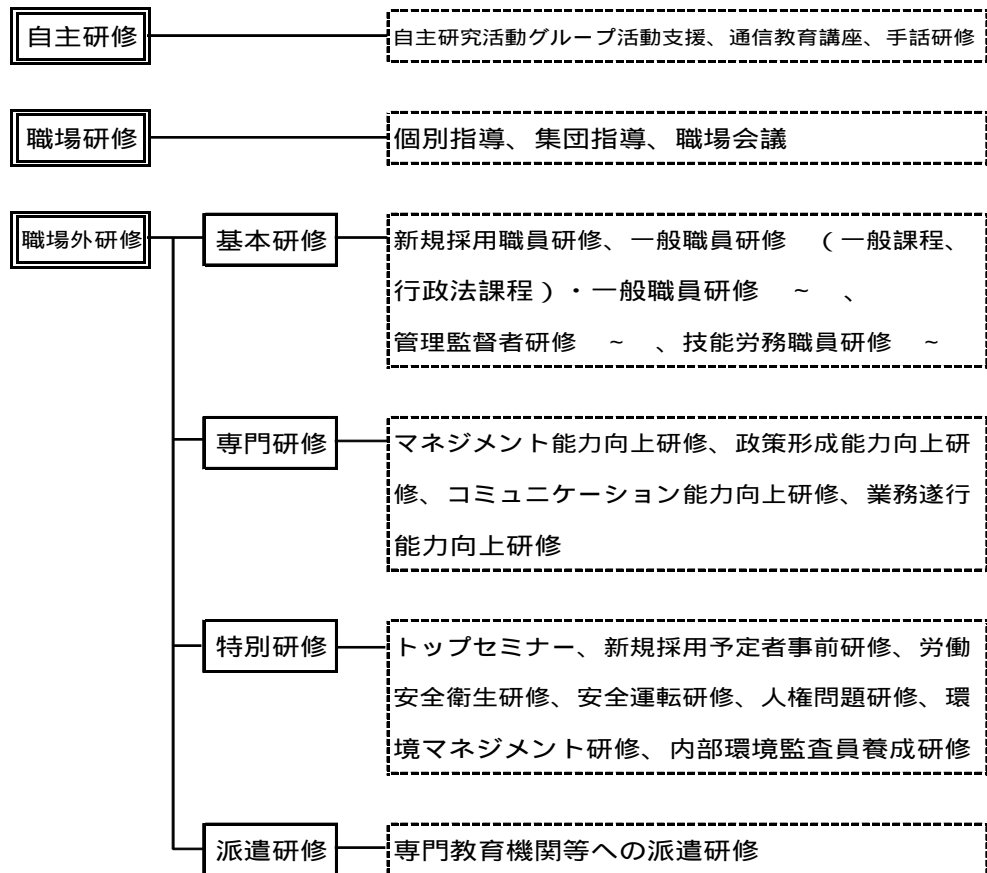 自主研修
自主研究活動グループ活動支援、通信教育講座、手話研修
職場研修
個別指導、集団指導、職場会議
職場外研修
基本研修
新規採用職員研修、一般職員研修　（一般課程、
行政法課程）・一般職員研修　~　、
管理監督者研修　~　、技能労務職員研修　~
専門研修
マネジメント能力向上研修、政策形成能力向上研
修、コミュニケーション能力向上研修、業務遂行
能力向上研修
特別研修
トップセミナー、新規採用予定者事前研修、労働
安全衛生研修、安全運転研修、人権問題研修、環
境マネジメント研修、内部環境監査員養成研修
派遣研修
専門教育機関等への派遣研修